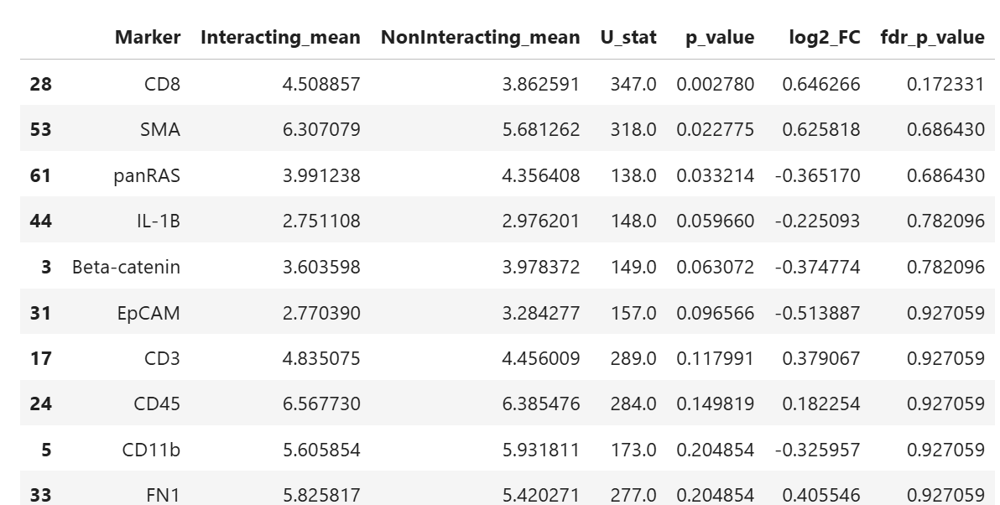 Marker Interacting_mean NonInteracting_mean U_stat p_value log2_FC fdr_p_value
28 CD8 4.508857 3.862591 347.0 0.002780 0.646266 0.172331
53 SMA 6.307079 5.681262 318.0 0.022775 0.625818 0.686430
61 panRAS 3.991238 4.356408 138.0 0.033214 -0.365170 0.686430
44 IL-1B 2.751108 2.976201 148.0 0.059660 -0.225093 0.782096
3 Beta-catenin 3.603598 3.978372 149.0 0.063072 -0.374774 0.782096
31 EpCAM 2.770390 3.284277 157.0 0.096566 -0.513887 0.927059
17 CD3 4.835075 4.456009 289.0 0.117991 0.379067 0.927059
24 CD45 6.567730 6.385476 284.0 0.149819 0.182254 0.927059
5 CD11b 5.605854 5.931811 173.0 0.204854 -0.325957 0.927059
33 FN1 5.825817 5.420271 277.0 0.204854 0.405546 0.927059